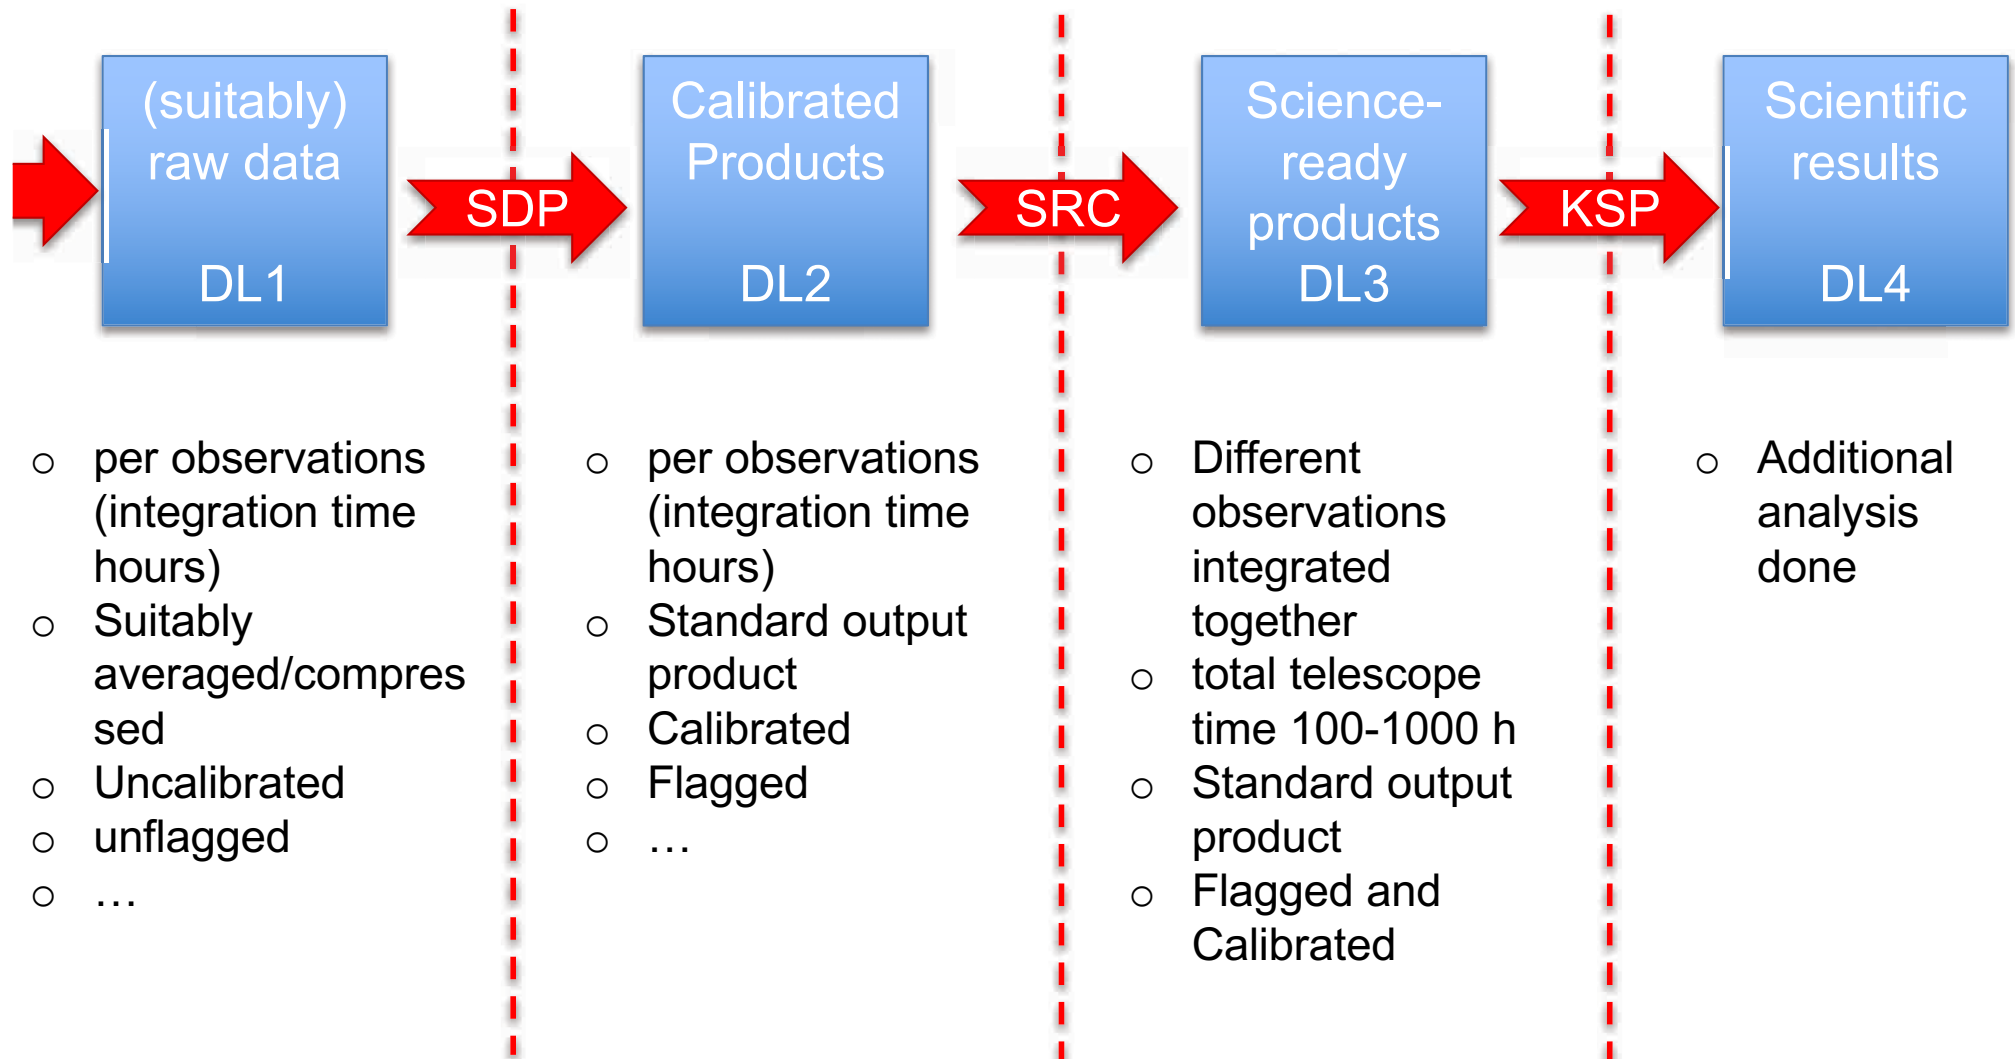 (suitably)
raw data
DL1
SDP
Calibrated
Products
DL2
SRC
Science-
ready
products
DL3
KSP
Scientific
results
DL4
○ per observations
(integration time
hours)
○ Suitably
averaged/compres
sed
○ Uncalibrated
○ unflagged
○ …
○ per observations
(integration time
hours)
○ Standard output
product
○ Calibrated
○ Flagged
○ …
○ Different
observations
integrated
together
○ total telescope
time 100-1000 h
○ Standard output
product
○ Flagged and
Calibrated
○ Additional
analysis
done